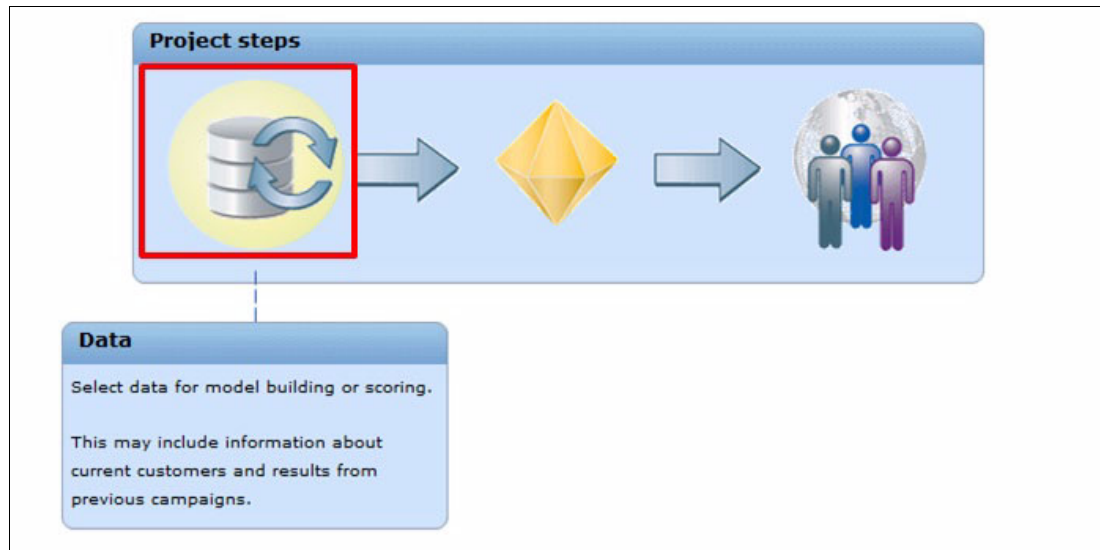 Project steps
Data
Select data for model building or scoring.
This may include information about
current customers and results from
previous campaigns.